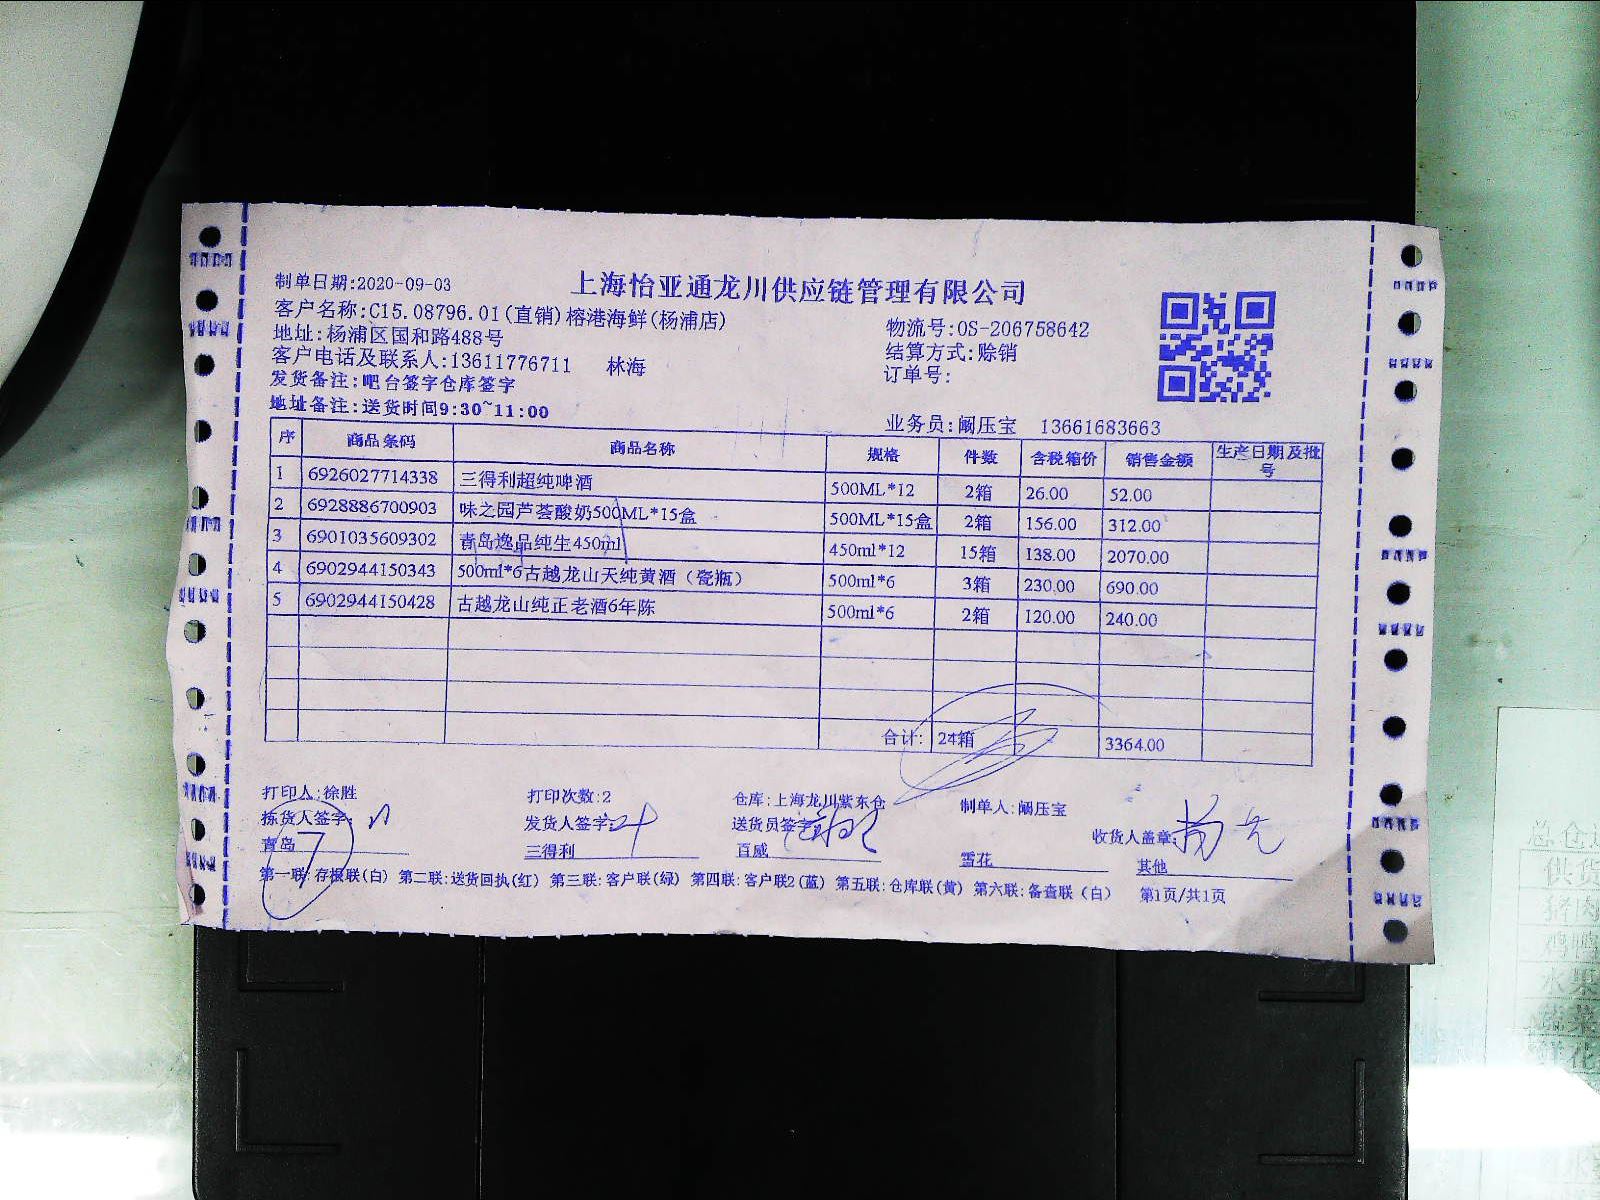 上海怡亚通龙川供应链管理有限公司
制单日期:2020-09-03
客户名称:C15.08796.01(直销)榕港海鲜(杨浦店)
物流号:OS-206758642
地址:杨浦区国和路488号
结算方式:赊销
客户电话及联系人:13611776711 林海
订单号:
发货备注:吧台签字仓库签字
地址备注:送货时间9:30~11:00
业务员:阚压宝 13661683663
序 商品条码 商品名称 规格 件数 含税箱价 销售金额 生产日期及批号
1 6926027714338 三得利超纯啤酒 500ML*12 2箱 26.00 52.00
2 6928886700903 味之园芦荟酸奶500ML*15盒 500ML*15盒 2箱 156.00 312.00
3 6901035609302 青岛逸品纯生450ml 450ml*12 15箱 138.00 2070.00
4 6902944150343 500ml*6古越龙山天纯黄酒（瓷瓶） 500ml*6 3箱 230.00 690.00
5 6902944150428 古越龙山纯正老酒6年陈 500ml*6 2箱 120.00 240.00
合计: 24箱 3364.00
打印人:徐胜 打印次数:2 仓库:上海龙川紫东仓 制单人:阚压宝
拣货人签字: 发货人签字: 送货员签字 收货人盖章:
青岛 三得利 百威 雪花 其他
7
第一联:存根联(白) 第二联:送货回执(红) 第三联:客户联(绿) 第四联:客户联2(蓝) 第五联:仓库联(黄) 第六联:备查联(白) 第1页/共1页
供货
水果
蔬菜